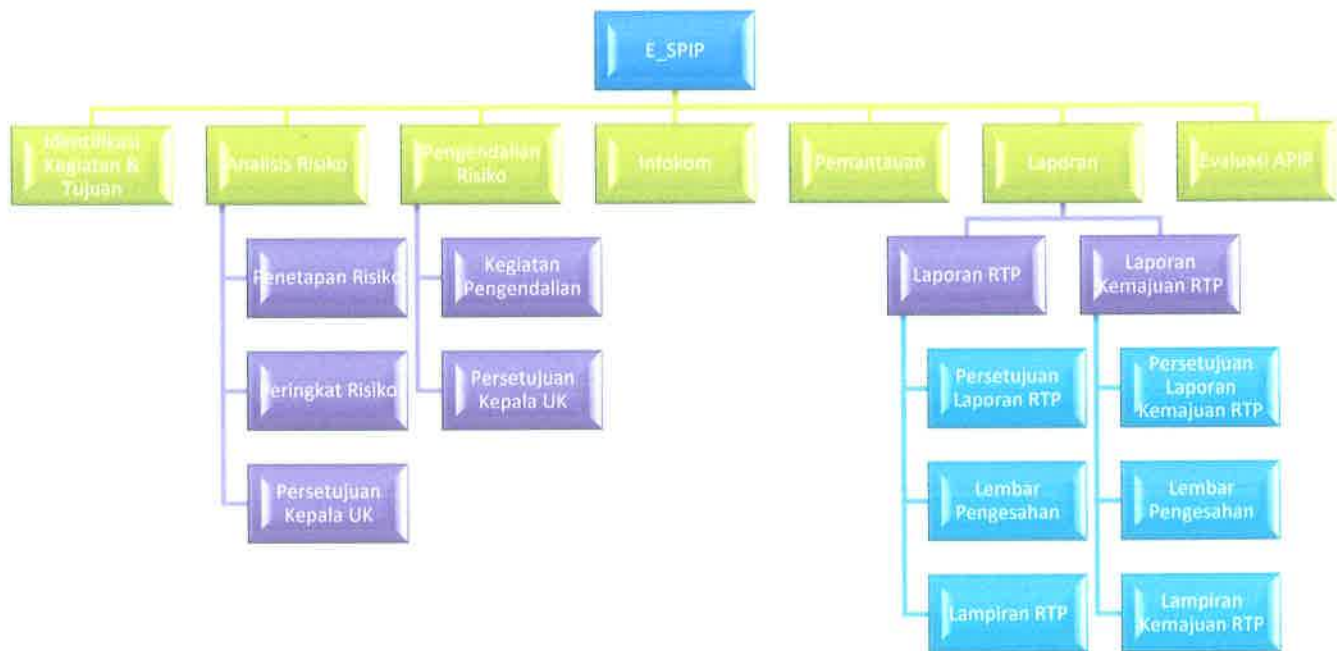 E_SPIP
Identifikasi
Kegiatan &
Tujuan
Analisis Risiko
Pengendalian
Risiko
Infokom
Pemantauan
Laporan
Evaluasi APIP
Penetapan Risiko
Peringkat Risiko
Persetujuan
Kepala UK
Kegiatan
Pengendalian
Persetujuan
Kepala UK
Laporan RTP
Laporan
Kemajuan RTP
Persetujuan
Laporan RTP
Lembar
Pengesahan
Lampiran RTP
Persetujuan
Laporan
Kemajuan RTP
Lembar
Pengesahan
Lampiran
Kemajuan RTP